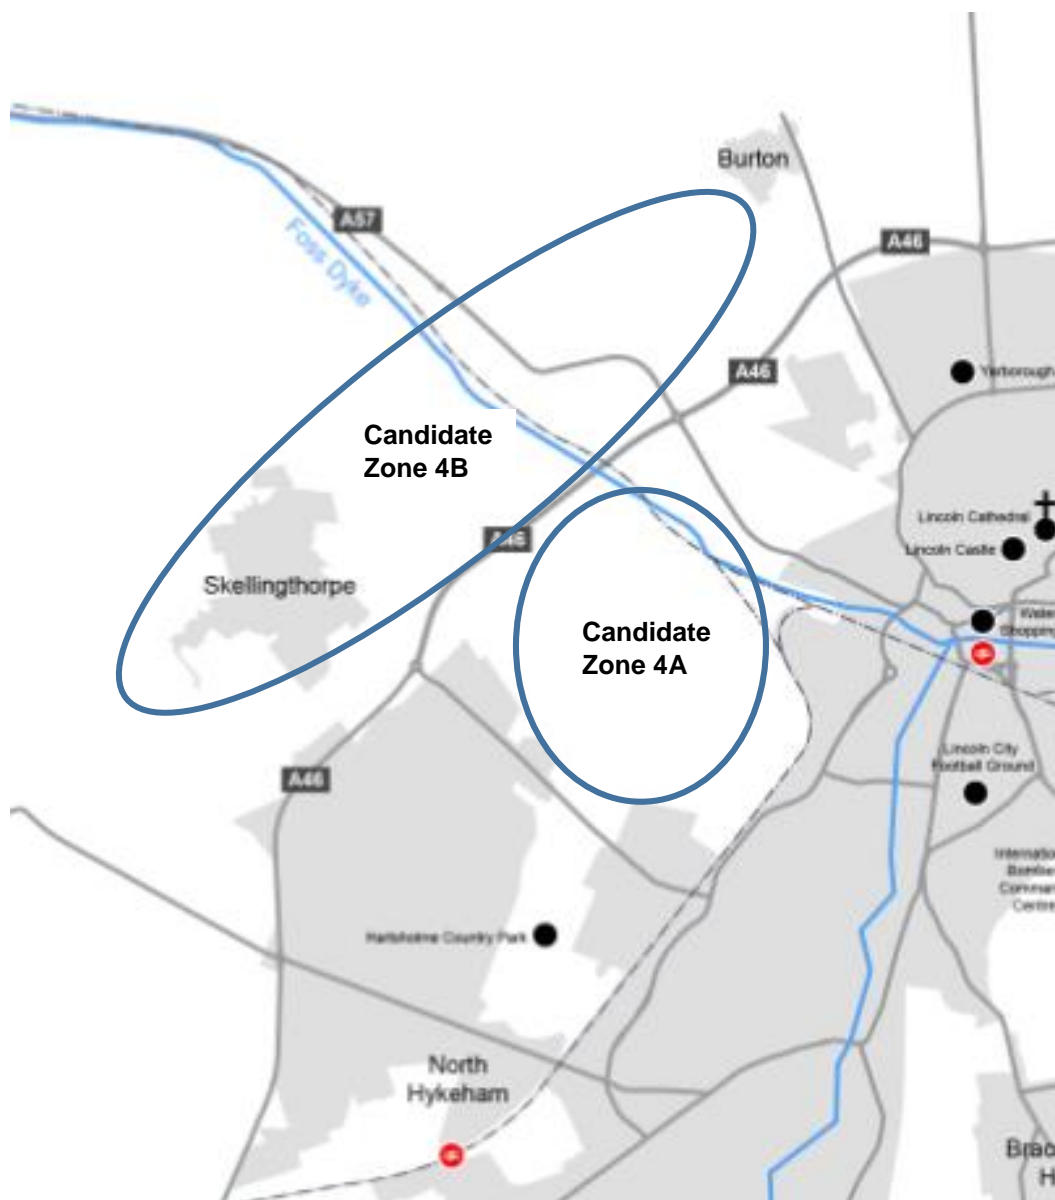 Burton
A57
A46
Foss Dyke
A46
Yarborough
Candidate
Zone 4B
Lincoln Cathedral
A46
Lincoln Castle
Skellingthorpe
Candidate
Zone 4A
Lincoln City
Football Ground
A46
Hartsholme Country Park
North
Hykeham